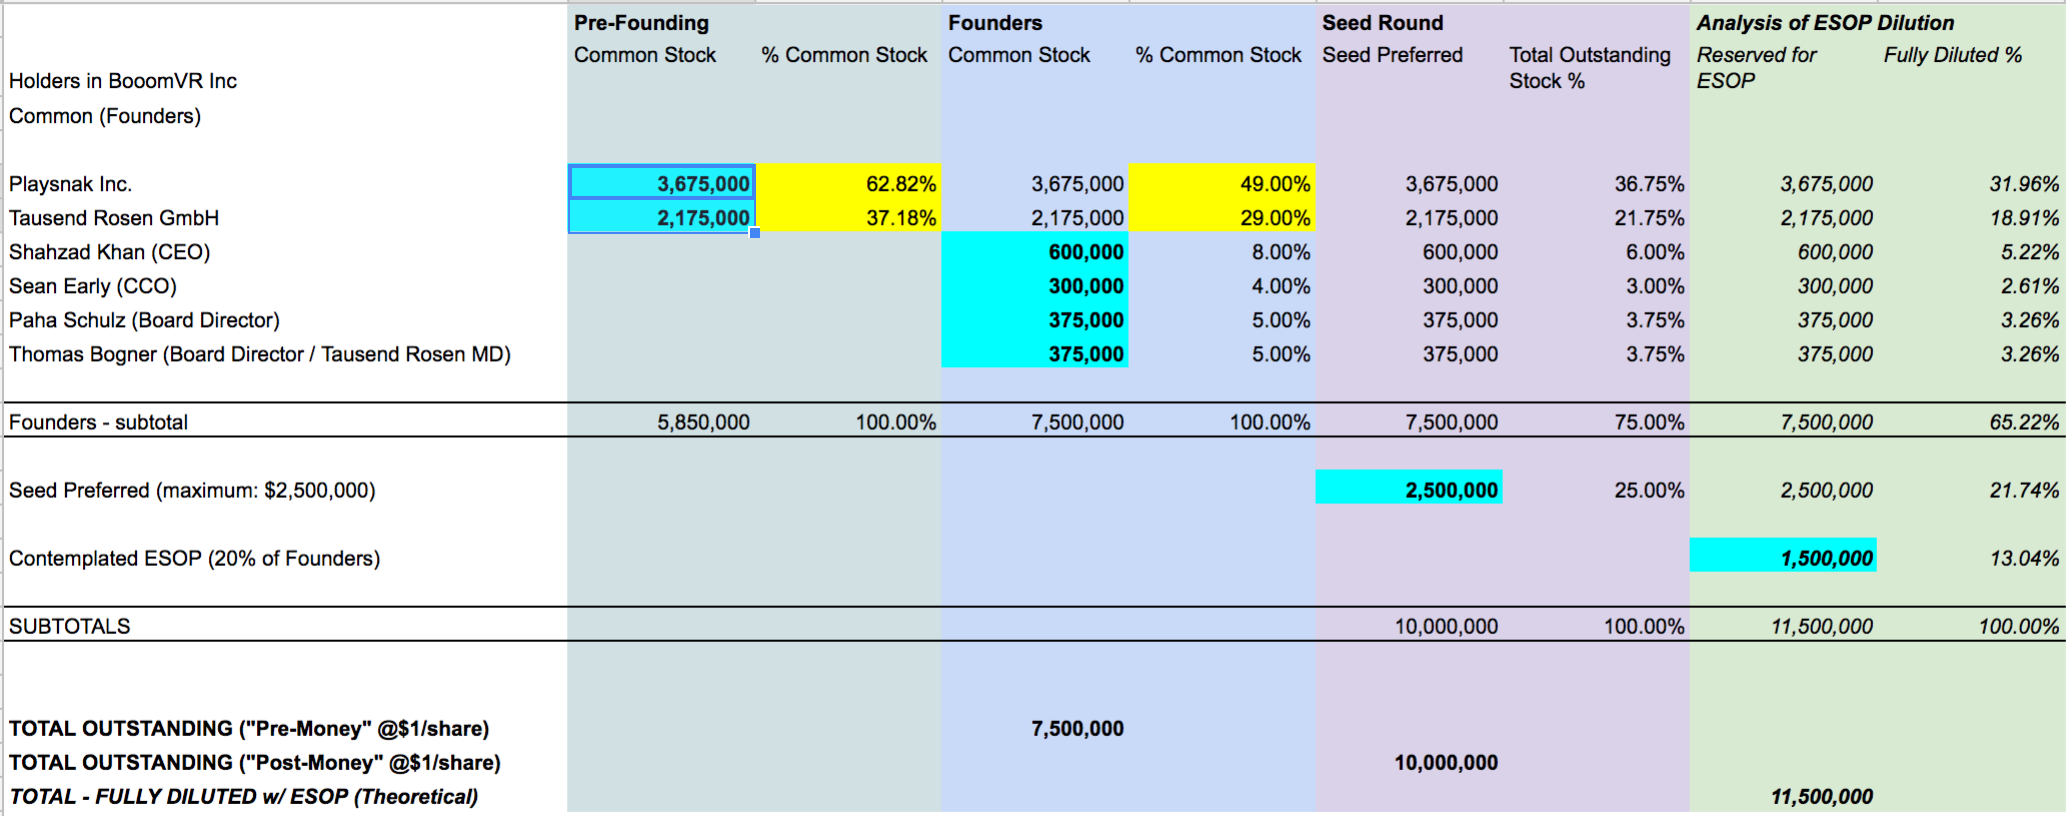 Pre-Founding Founders Seed Round Analysis of ESOP Dilution
Common Stock % Common Stock Common Stock % Common Stock Seed Preferred Total Outstanding Reserved for Fully Diluted %
Holders in BooomVR Inc Stock % ESOP
Common (Founders)
Playsnak Inc. 3,675,000 62.82% 3,675,000 49.00% 3,675,000 36.75% 3,675,000 31.96%
Tausend Rosen GmbH 2,175,000 37.18% 2,175,000 29.00% 2,175,000 21.75% 2,175,000 18.91%
Shahzad Khan (CEO) 600,000 8.00% 600,000 6.00% 600,000 5.22%
Sean Early (CCO) 300,000 4.00% 300,000 3.00% 300,000 2.61%
Paha Schulz (Board Director) 375,000 5.00% 375,000 3.75% 375,000 3.26%
Thomas Bogner (Board Director / Tausend Rosen MD) 375,000 5.00% 375,000 3.75% 375,000 3.26%
Founders - subtotal 5,850,000 100.00% 7,500,000 100.00% 7,500,000 75.00% 7,500,000 65.22%
Seed Preferred (maximum: $2,500,000) 2,500,000 25.00% 2,500,000 21.74%
Contemplated ESOP (20% of Founders) 1,500,000 13.04%
SUBTOTALS 10,000,000 100.00% 11,500,000 100.00%
TOTAL OUTSTANDING ("Pre-Money" @$1/share) 7,500,000
TOTAL OUTSTANDING ("Post-Money" @$1/share) 10,000,000
TOTAL - FULLY DILUTED w/ ESOP (Theoretical) 11,500,000